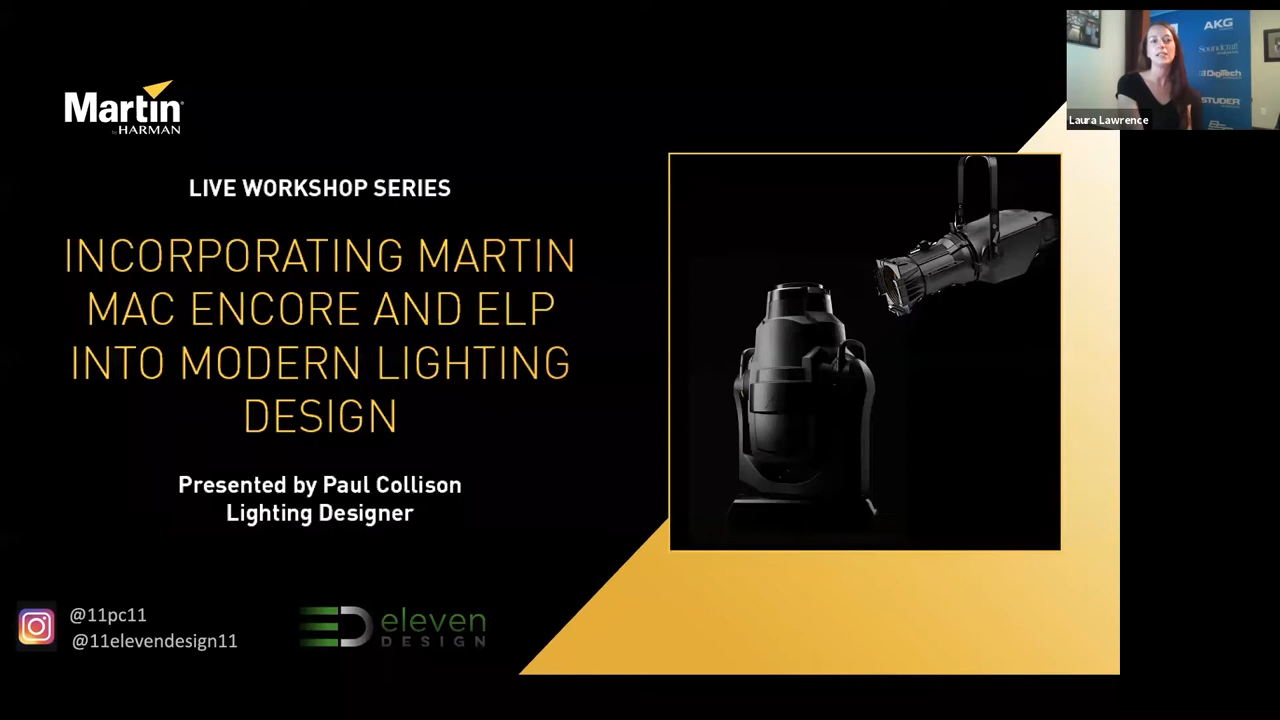 Martin
by HARMAN
LIVE WORKSHOP SERIES
INCORPORATING MARTIN
MAC ENCORE AND ELP
INTO MODERN LIGHTING
DESIGN
Presented by Paul Collison
Lighting Designer
@11pc11
@11elevendesign11
eleven
DESIGN
AKG
Soundcraft
DigiTech
STUDER
Laura Lawrence